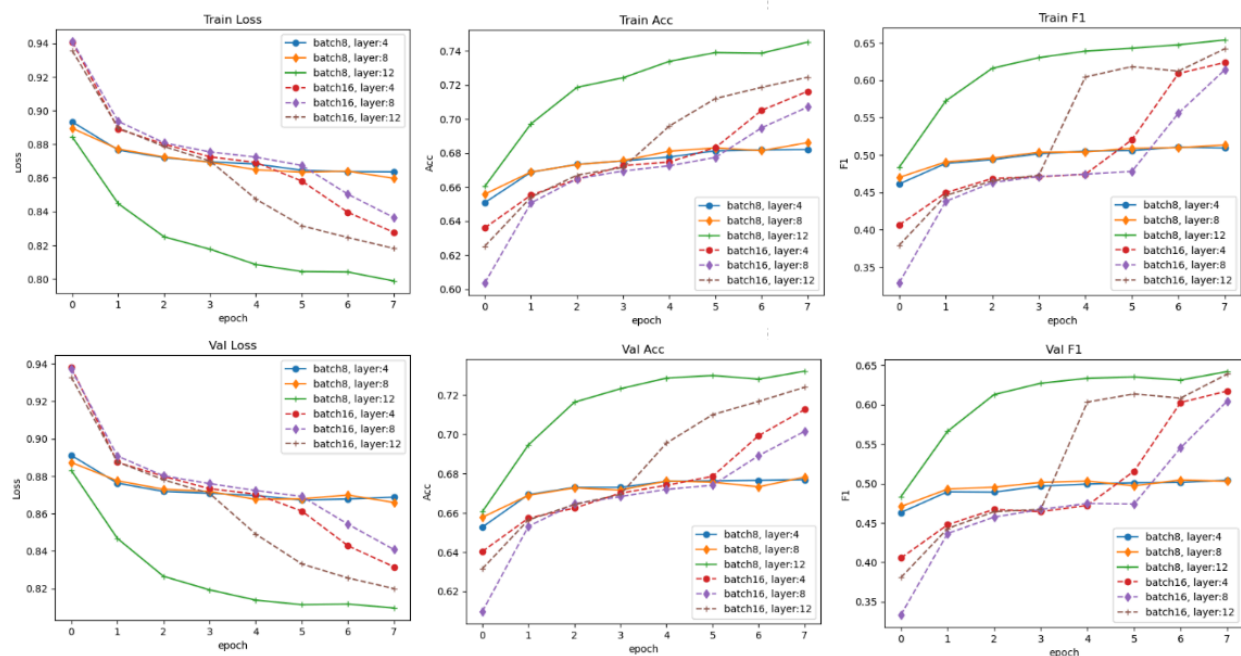 Train Loss
Loss
0.94
0.92
0.90
0.88
0.86
0.84
0.82
0.80
batch8, layer:4
batch8, layer:8
batch8, layer:12
batch16, layer:4
batch16, layer:8
batch16, layer:12
0 1 2 3 4 5 6 7
epoch
Train Acc
Acc
0.74
0.72
0.70
0.68
0.66
0.64
0.62
0.60
batch8, layer:4
batch8, layer:8
batch8, layer:12
batch16, layer:4
batch16, layer:8
batch16, layer:12
0 1 2 3 4 5 6 7
epoch
Train F1
F1
0.65
0.60
0.55
0.50
0.45
0.40
0.35
batch8, layer:4
batch8, layer:8
batch8, layer:12
batch16, layer:4
batch16, layer:8
batch16, layer:12
0 1 2 3 4 5 6 7
epoch
Val Loss
Loss
0.94
0.92
0.90
0.88
0.86
0.84
0.82
batch8, layer:4
batch8, layer:8
batch8, layer:12
batch16, layer:4
batch16, layer:8
batch16, layer:12
0 1 2 3 4 5 6 7
epoch
Val Acc
Acc
0.72
0.70
0.68
0.66
0.64
0.62
batch8, layer:4
batch8, layer:8
batch8, layer:12
batch16, layer:4
batch16, layer:8
batch16, layer:12
0 1 2 3 4 5 6 7
epoch
Val F1
F1
0.65
0.60
0.55
0.50
0.45
0.40
0.35
batch8, layer:4
batch8, layer:8
batch8, layer:12
batch16, layer:4
batch16, layer:8
batch16, layer:12
0 1 2 3 4 5 6 7
epoch